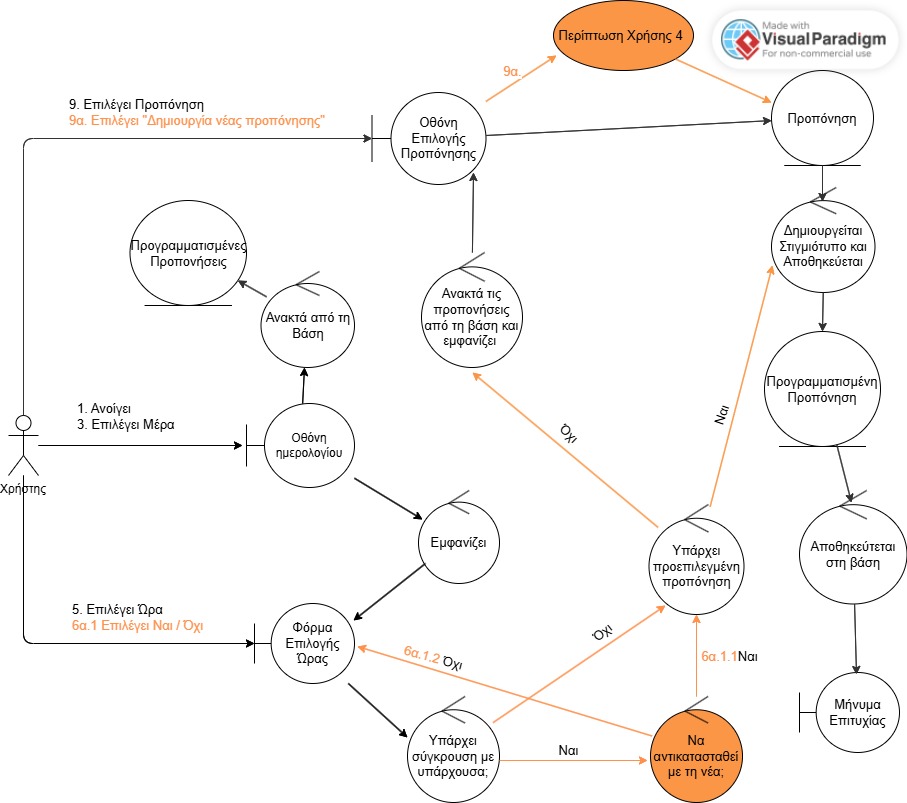 Περίπτωση Χρήσης 4
Made with
VisualParadigm
For non-commercial use
9α.
9. Επιλέγει Προπόνηση
9α. Επιλέγει "Δημιουργία νέας προπόνησης"
Οθόνη
Επιλογής
Προπόνησης
Προπόνηση
Δημιουργείται
Στιγμιότυπο και
Αποθηκεύεται
Προγραμματισμένες
Προπονήσεις
Ανακτά από τη
Βάση
Ανακτά τις
προπονήσεις
από τη βάση και
εμφανίζει
Προγραμματισμένη
Προπόνηση
1. Ανοίγει
3. Επιλέγει Μέρα
Οθόνη
ημερολογίου
Χρήστης
Όχι
Ναι
Εμφανίζει
Υπάρχει
προεπιλεγμένη
προπόνηση
Αποθηκεύτεται
στη βάση
5. Επιλέγει Ώρα
6α.1 Επιλέγει Ναι / Όχι
Φόρμα
Επιλογής
Ώρας
Όχι
6α.1.2 Όχι
6α.1.1Ναι
Υπάρχει
σύγκρουση με
υπάρχουσα;
Ναι
Να
αντικατασταθεί
με τη νέα;
Μήνυμα
Επιτυχίας